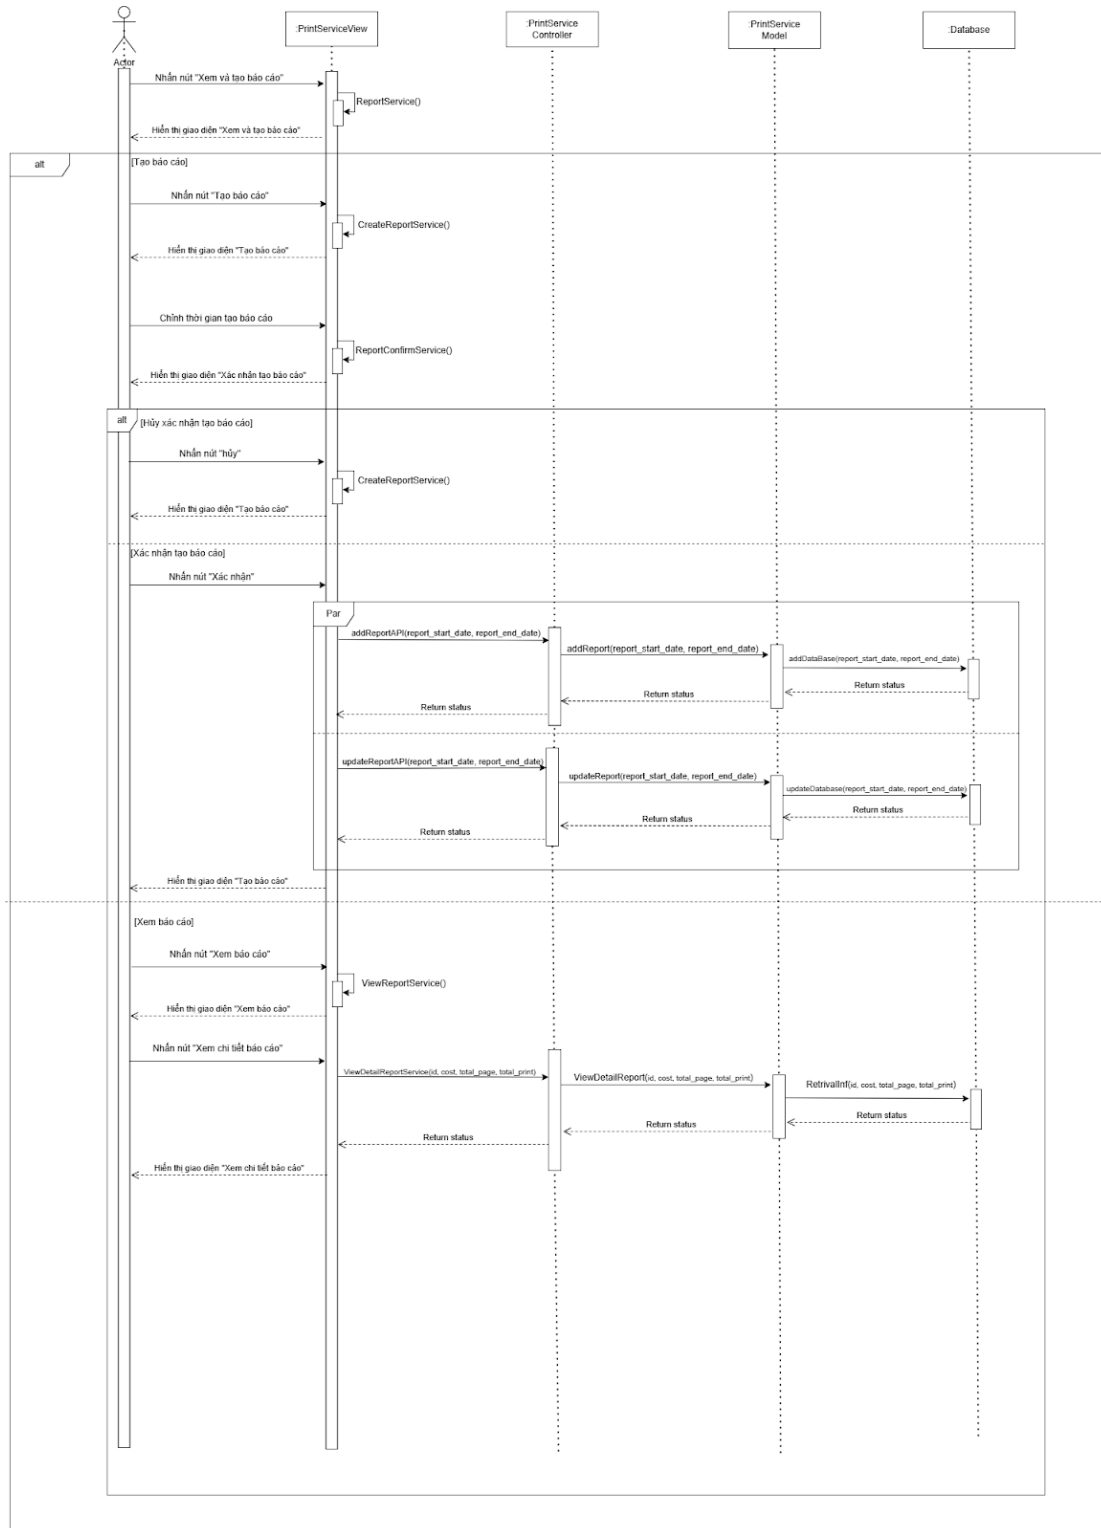 :PrintServiceView
:PrintService
Controller
:PrintService
Model
:Database
Actor
Nhấn nút "Xem và tạo báo cáo"
ReportService()
Hiển thị giao diện "Xem và tạo báo cáo"
alt
[Tạo báo cáo]
Nhấn nút "Tạo báo cáo"
CreateReportService()
Hiển thị giao diện "Tạo báo cáo"
Chỉnh thời gian tạo báo cáo
ReportConfirmService()
Hiển thị giao diện "Xác nhận tạo báo cáo"
alt
[Hủy xác nhận tạo báo cáo]
Nhấn nút "hủy"
CreateReportService()
Hiển thị giao diện "Tạo báo cáo"
[Xác nhận tạo báo cáo]
Nhấn nút "Xác nhận"
Par
addReportAPI(report_start_date, report_end_date)
addReport(report_start_date, report_end_date)
addDataBase(report_start_date, report_end_date)
Return status
Return status
Return status
updateReportAPI(report_start_date, report_end_date)
updateReport(report_start_date, report_end_date)
updateDatabase(report_start_date, report_end_date)
Return status
Return status
Return status
Hiển thị giao diện "Tạo báo cáo"
[Xem báo cáo]
Nhấn nút "Xem báo cáo"
ViewReportService()
Hiển thị giao diện "Xem báo cáo"
Nhấn nút "Xem chi tiết báo cáo"
ViewDetailReportService(id, cost, total_page, total_print)
ViewDetailReport(id, cost, total_page, total_print)
RetrivalInf(id, cost, total_page, total_print)
Return status
Return status
Return status
Hiển thị giao diện "Xem chi tiết báo cáo"